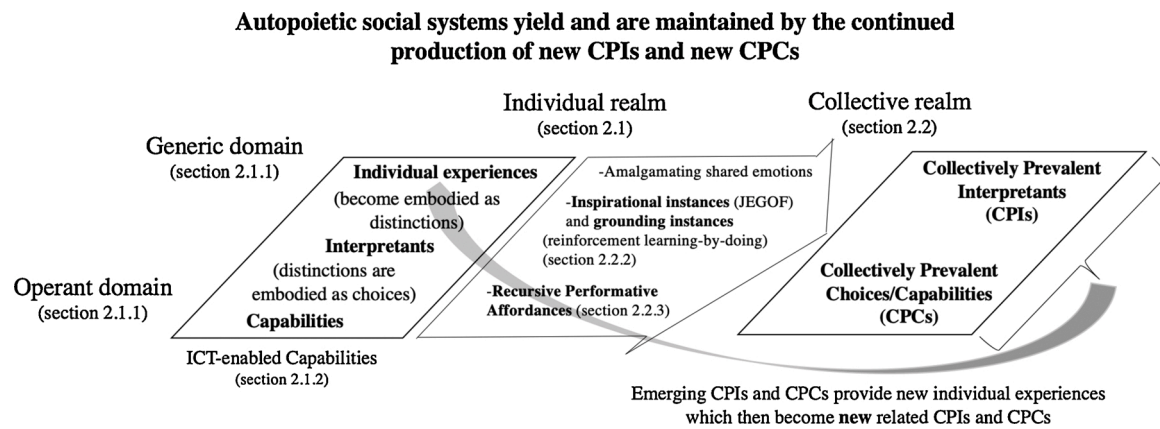 Autopoietic social systems yield and are maintained by the continued
production of new CPIs and new CPCs
Individual realm
(section 2.1)
Collective realm
(section 2.2)
Generic domain
(section 2.1.1)
Operant domain
(section 2.1.1)
Individual experiences
(become embodied as
distinctions)
Interpretants
(distinctions are
embodied as choices)
Capabilities
ICT-enabled Capabilities
(section 2.1.2)
-Amalgamating shared emotions
-Inspirational instances (JEGOF)
and grounding instances
(reinforcement learning-by-doing)
(section 2.2.2)
-Recursive Performative
Affordances (section 2.2.3)
Collectively Prevalent
Interpretants
(CPIs)
Collectively Prevalent
Choices/Capabilities
(CPCs)
Emerging CPIs and CPCs provide new individual experiences
which then become new related CPIs and CPCs